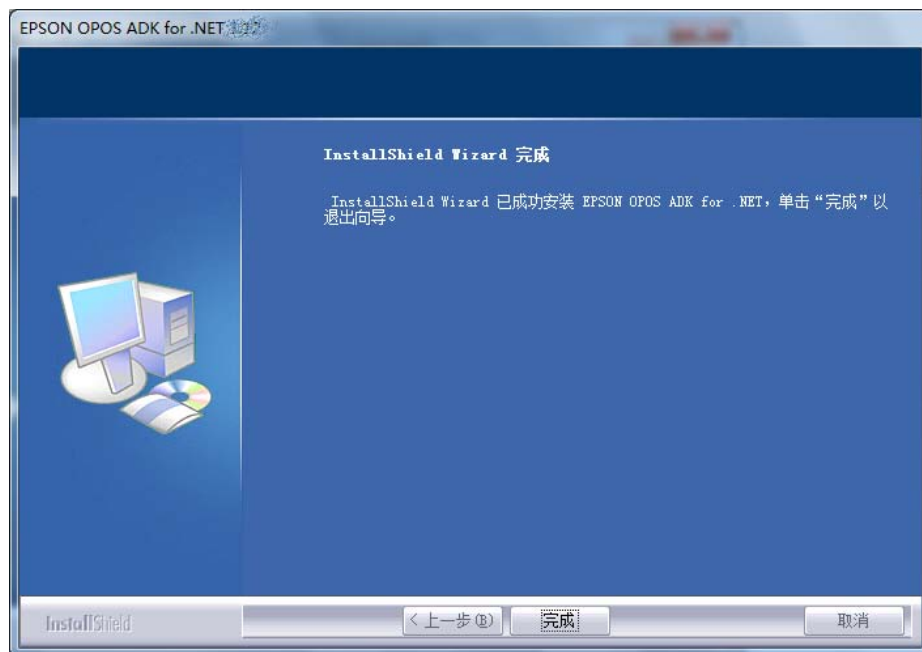 EPSON OPOS ADK for .NET
InstallShield Wizard 完成
InstallShield Wizard 已成功安装 EPSON OPOS ADK for .NET，单击“完成”以
退出向导。
InstallShield
< 上一步(B)
完成
取消